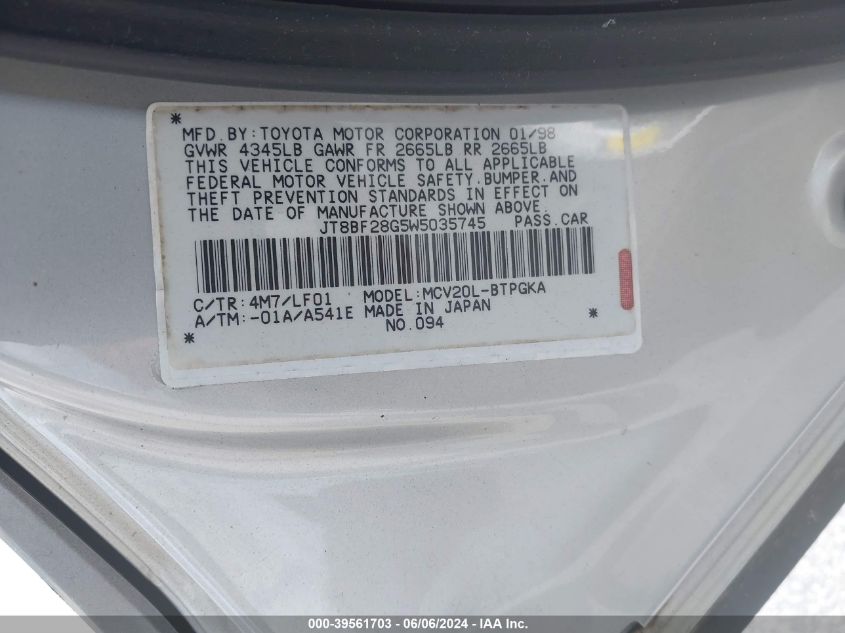 *
MFD. BY: TOYOTA MOTOR CORPORATION 01/98
GVWR 4345LB GAWR FR 2665LB RR 2665LB
THIS VEHICLE CONFORMS TO ALL APPLICABLE
FEDERAL MOTOR VEHICLE SAFETY, BUMPER, AND
THEFT PREVENTION STANDARDS IN EFFECT ON
THE DATE OF MANUFACTURE SHOWN ABOVE.
JT8BF28G5W5035745 PASS. CAR
C/TR: 4M7/LF01 MODEL: MCV20L-BTPGKA
A/TM: -01A/A541E MADE IN JAPAN
* NO. 094 *
000-39561703 - 06/06/2024 - IAA Inc.